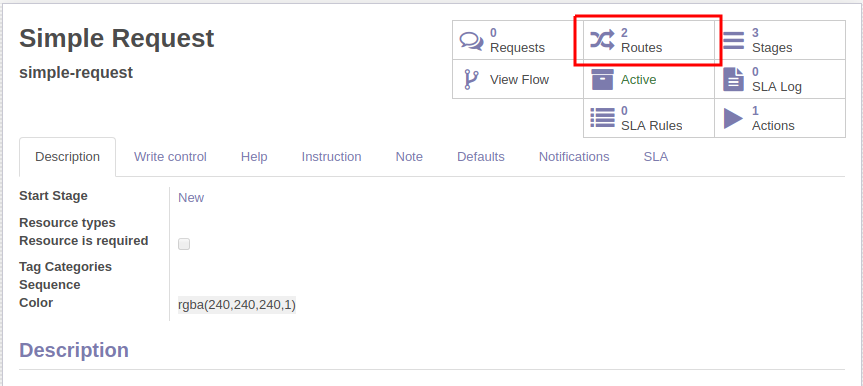 Simple Request
simple-request
0
Requests
2
Routes
3
Stages
View Flow
Active
0
SLA Log
0
SLA Rules
1
Actions
Description Write control Help Instruction Note Defaults Notifications SLA
Start Stage New
Resource types
Resource is required
Tag Categories
Sequence
Color rgba(240,240,240,1)
Description